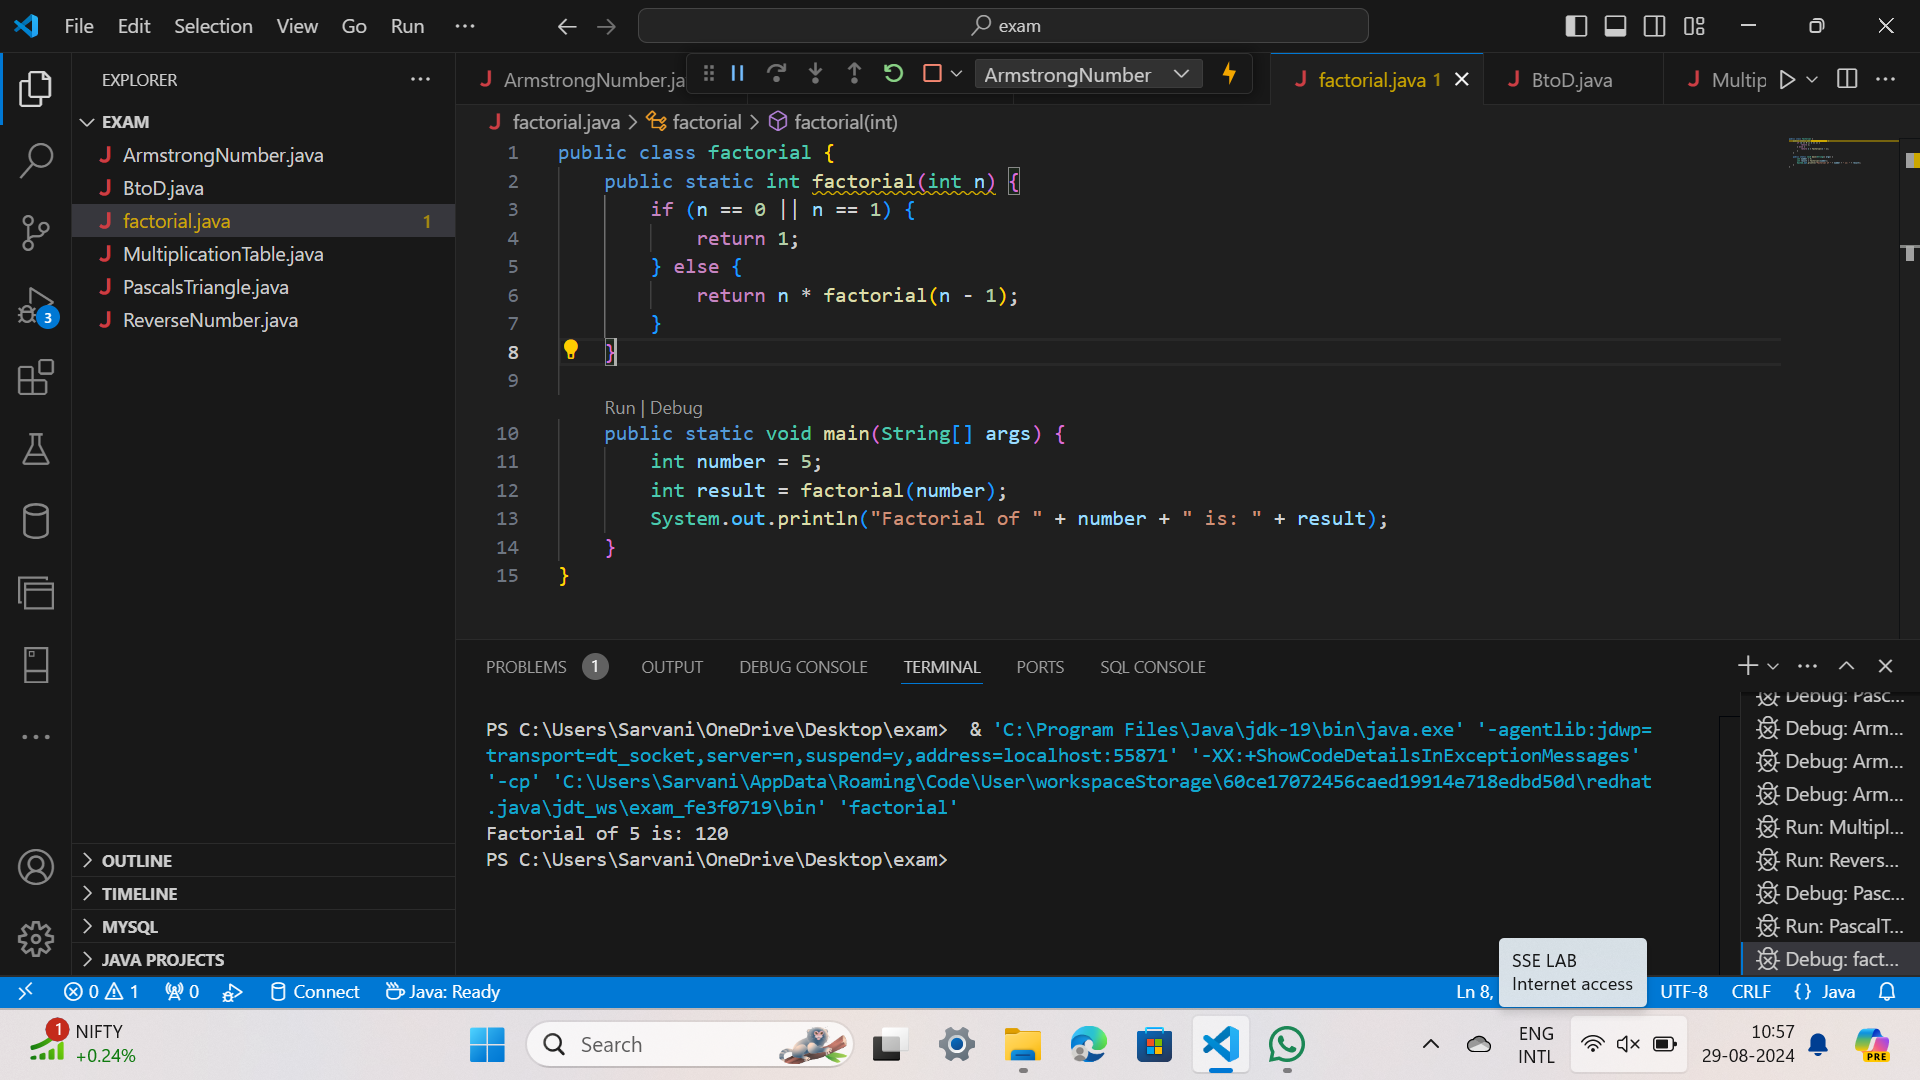 File Edit Selection View Go Run ···
exam
EXPLORER
EXAM
ArmstrongNumber.java
BtoD.java
factorial.java 1
MultiplicationTable.java
PascalsTriangle.java
ReverseNumber.java
3
OUTLINE
TIMELINE
MYSQL
JAVA PROJECTS
ArmstrongNumber.ja
ArmstrongNumber
factorial.java 1
BtoD.java
Multip
factorial.java > factorial > factorial(int)
1 public class factorial {
2 public static int factorial(int n) {
3 if (n == 0 || n == 1) {
4 return 1;
5 } else {
6 return n * factorial(n - 1);
7 }
8 }
9
Run | Debug
10 public static void main(String[] args) {
11 int number = 5;
12 int result = factorial(number);
13 System.out.println("Factorial of " + number + " is: " + result);
14 }
15 }
PROBLEMS 1 OUTPUT DEBUG CONSOLE TERMINAL PORTS SQL CONSOLE
PS C:\Users\Sarvani\OneDrive\Desktop\exam>  & 'C:\Program Files\Java\jdk-19\bin\java.exe' '-agentlib:jdwp=
transport=dt_socket,server=n,suspend=y,address=localhost:55871' '-XX:+ShowCodeDetailsInExceptionMessages'
'-cp' 'C:\Users\Sarvani\AppData\Roaming\Code\User\workspaceStorage\60ce17072456caed19914e718edbd50d\redhat
.java\jdt_ws\exam_fe3f0719\bin' 'factorial'
Factorial of 5 is: 120
PS C:\Users\Sarvani\OneDrive\Desktop\exam>
Debug: Pasc...
Debug: Arm...
Debug: Arm...
Debug: Arm...
Run: Multipl...
Run: Revers...
Debug: Pasc...
Run: PascalT...
Debug: fact...
SSE LAB
Internet access
0 1 0 Connect Java: Ready Ln 8, UTF-8 CRLF {} Java
1 NIFTY
+0.24%
Search
ENG
INTL
10:57
29-08-2024
PRE